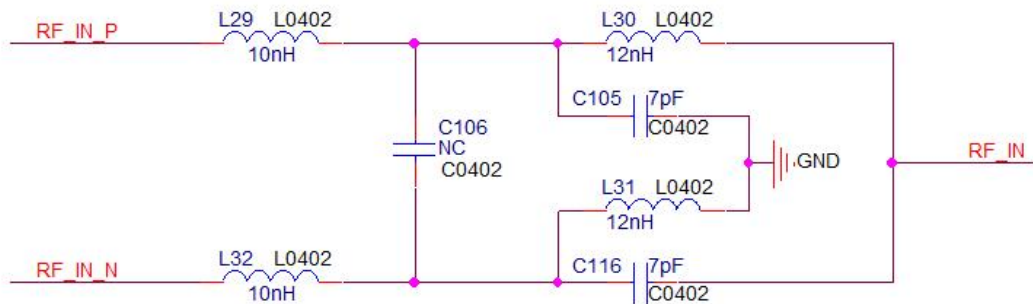 RF_IN_P
L29 L0402
10nH
L30 L0402
12nH
C105 7pF
C0402
C106
NC
C0402
GND
RF_IN
L31 L0402
12nH
RF_IN_N
L32 L0402
10nH
C116 7pF
C0402